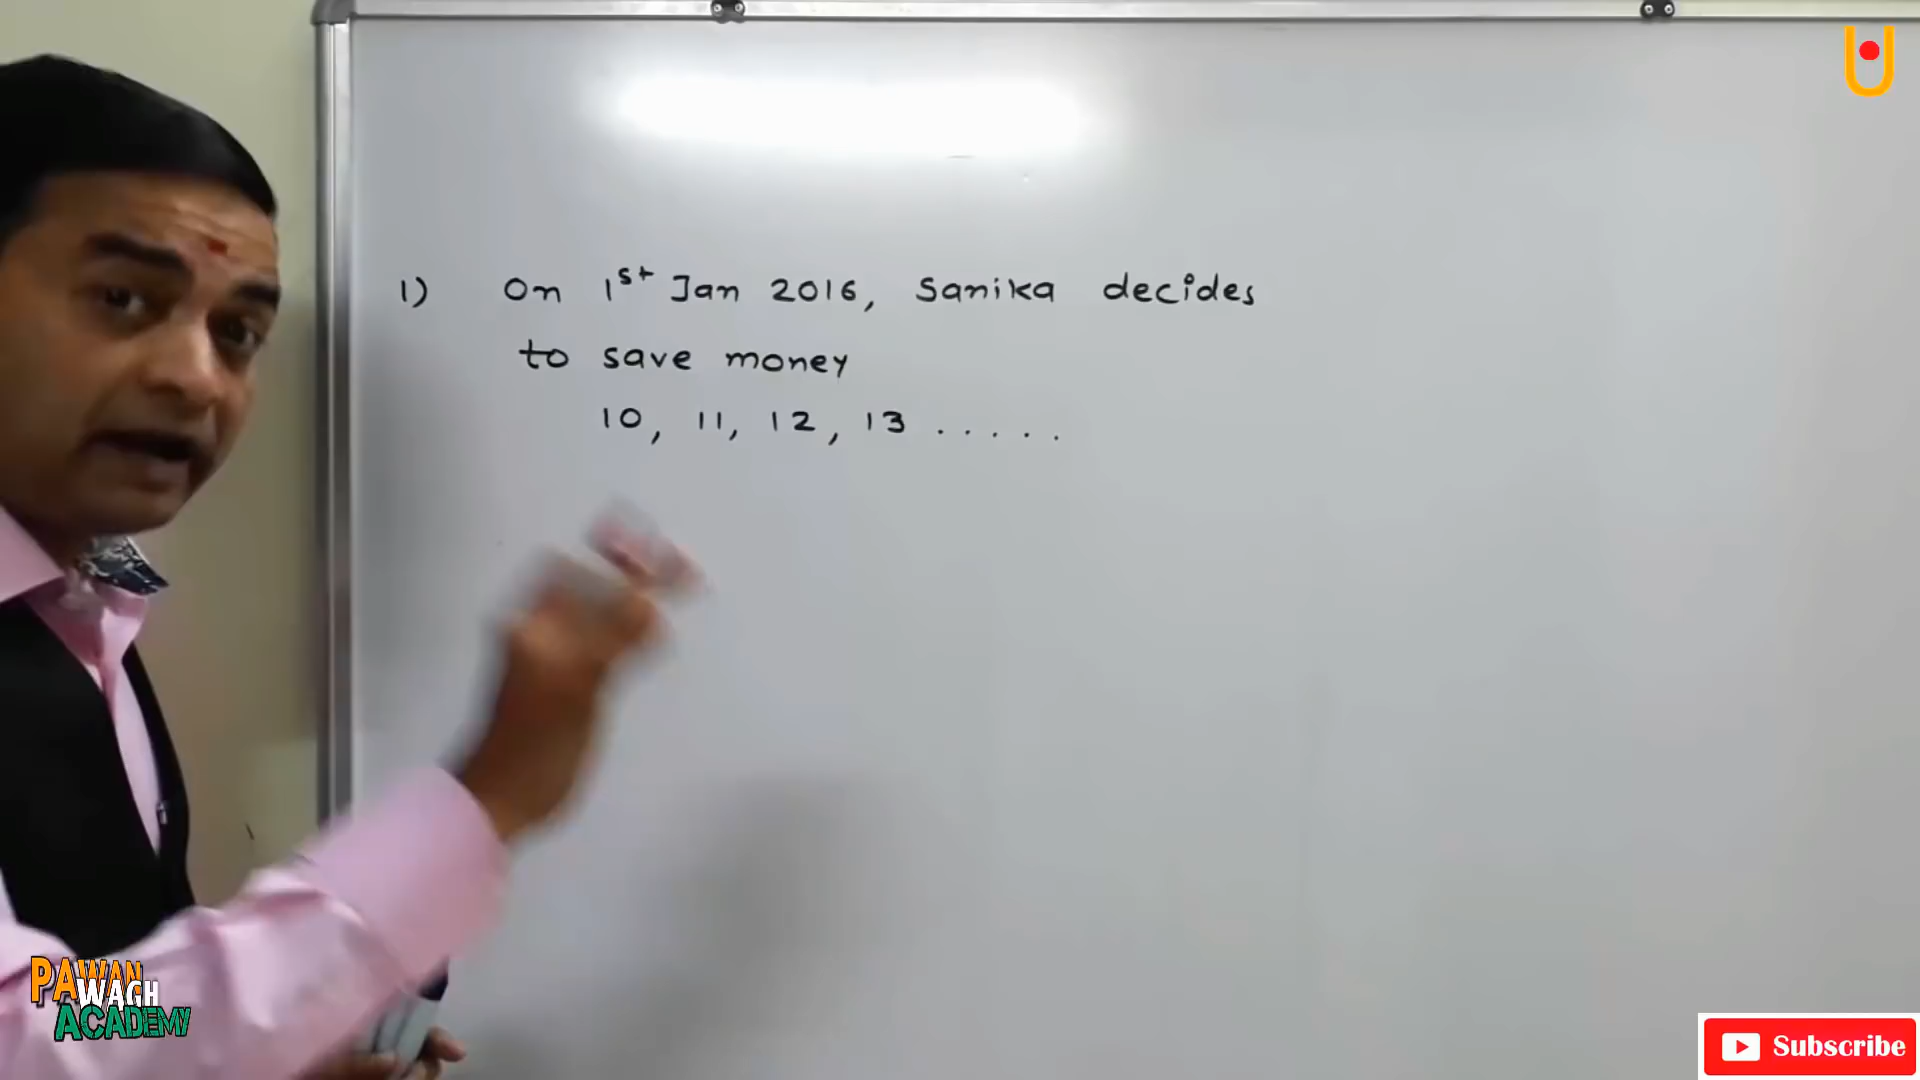 1) On 1st Jan 2016, Sanika decides
to save money
10, 11, 12, 13 .....
PAWAN
WAGH
ACADEMY
Subscribe